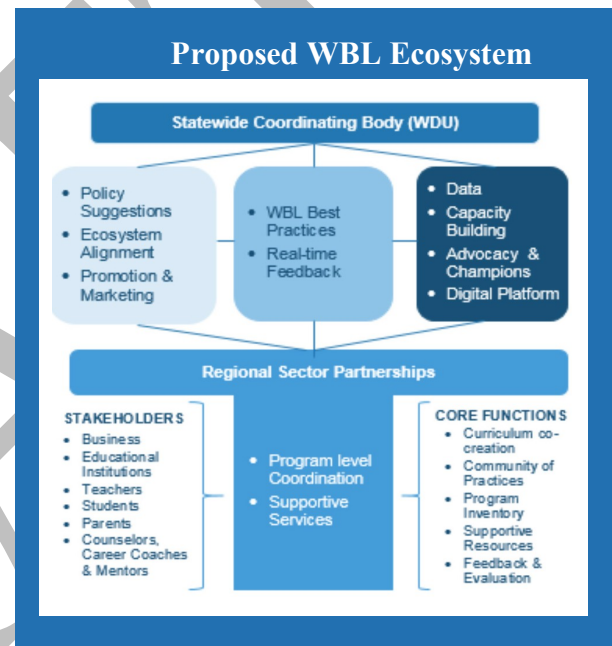 Proposed WBL Ecosystem
Statewide Coordinating Body (WDU)
• Policy
Suggestions
• Ecosystem
Alignment
• Promotion &
Marketing
• WBL Best
Practices
• Real-time
Feedback
• Data
• Capacity
Building
• Advocacy &
Champions
• Digital Platform
Regional Sector Partnerships
STAKEHOLDERS
• Business
• Educational
Institutions
• Teachers
• Students
• Parents
• Counselors,
Career Coaches
& Mentors
• Program level
Coordination
• Supportive
Services
CORE FUNCTIONS
• Curriculum co-
creation
• Community of
Practices
• Program
Inventory
• Supportive
Resources
• Feedback &
Evaluation